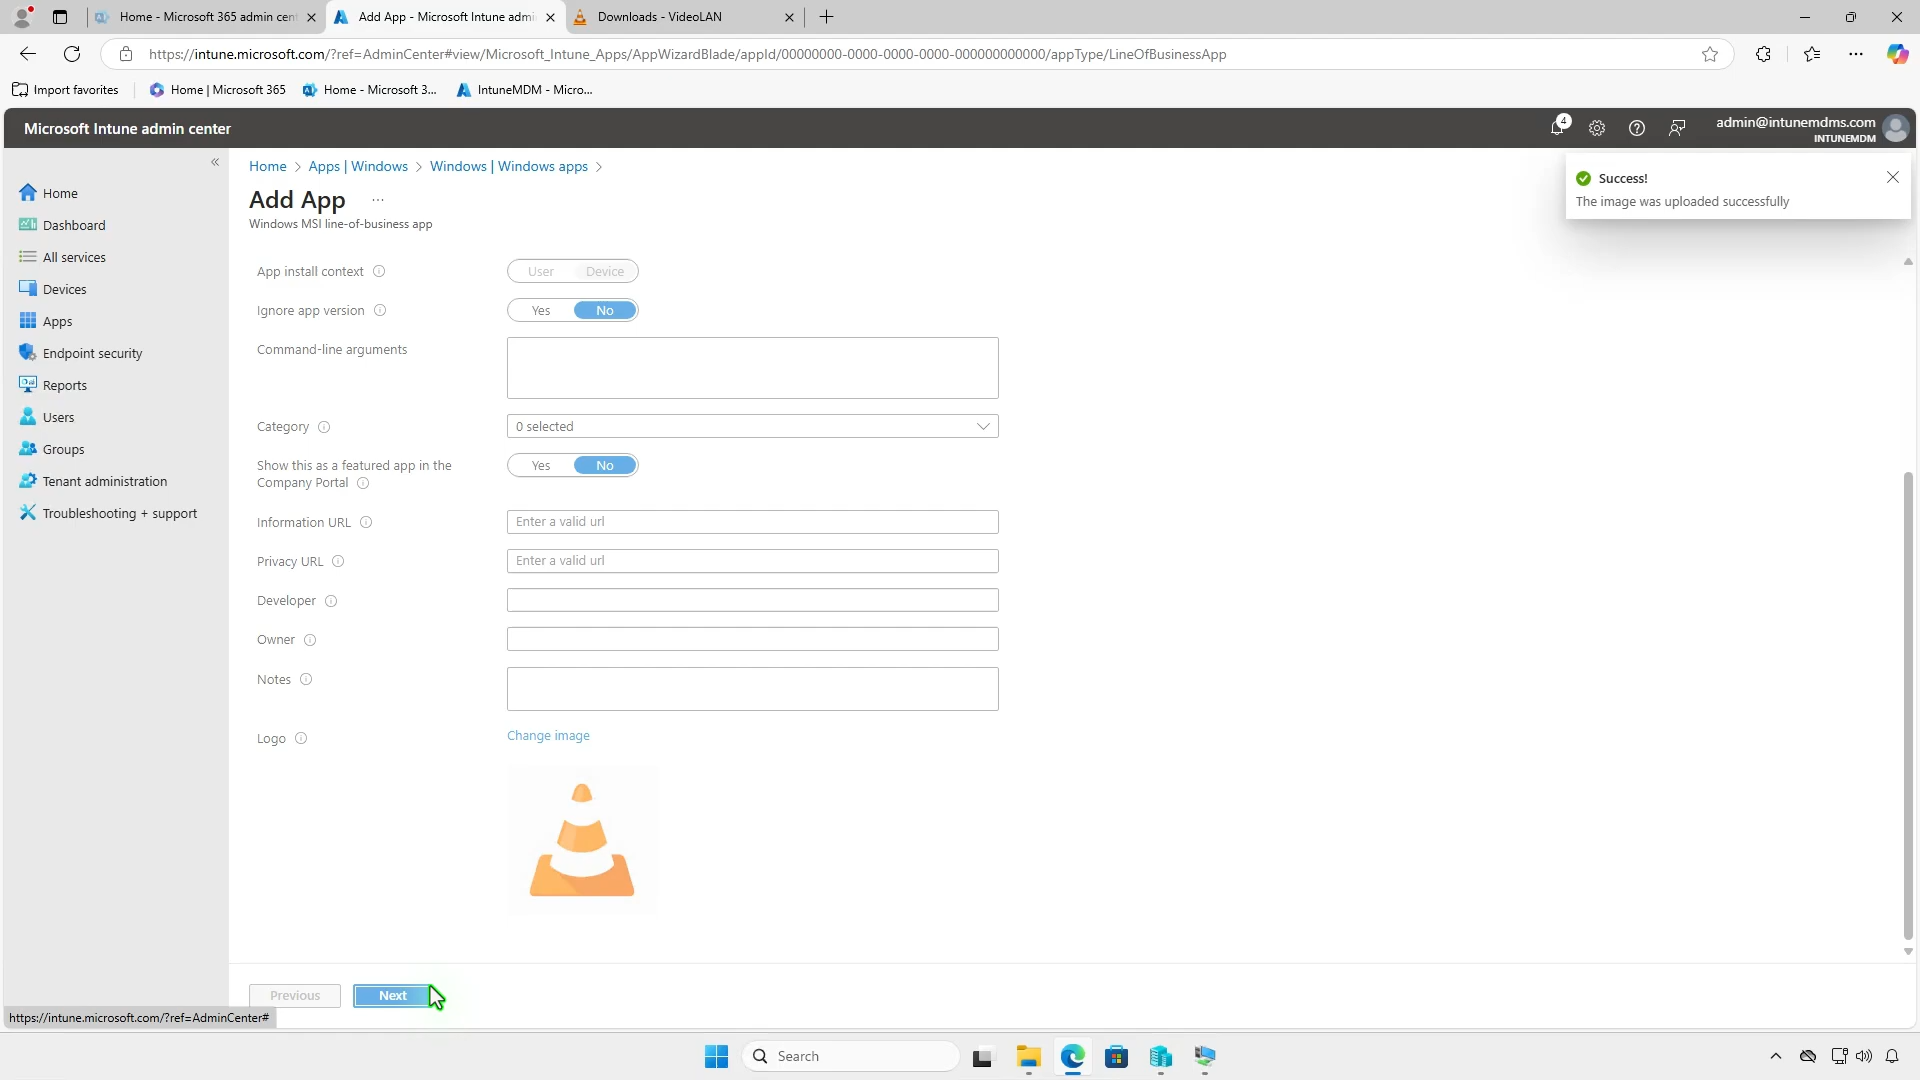 Home - Microsoft 365 admin cent
Add App - Microsoft Intune admin
Downloads - VideoLAN
https://intune.microsoft.com/?ref=AdminCenter#view/Microsoft_Intune_Apps/AppWizardBlade/appId/00000000-0000-0000-0000-000000000000/appType/LineOfBusinessApp
Import favorites
Home | Microsoft 365
Home - Microsoft 3...
IntuneMDM - Micro...
Microsoft Intune admin center
4
admin@intunemdms.com
INTUNEMDM
Home
Dashboard
All services
Devices
Apps
Endpoint security
Reports
Users
Groups
Tenant administration
Troubleshooting + support
Home > Apps | Windows > Windows | Windows apps >
Add App ...
Windows MSI line-of-business app
Success!
The image was uploaded successfully
App install context User Device
Ignore app version Yes No
Command-line arguments
Category 0 selected
Show this as a featured app in the
Company Portal
Yes No
Information URL Enter a valid url
Privacy URL Enter a valid url
Developer
Owner
Notes
Logo Change image
Previous Next
https://intune.microsoft.com/?ref=AdminCenter#
Search